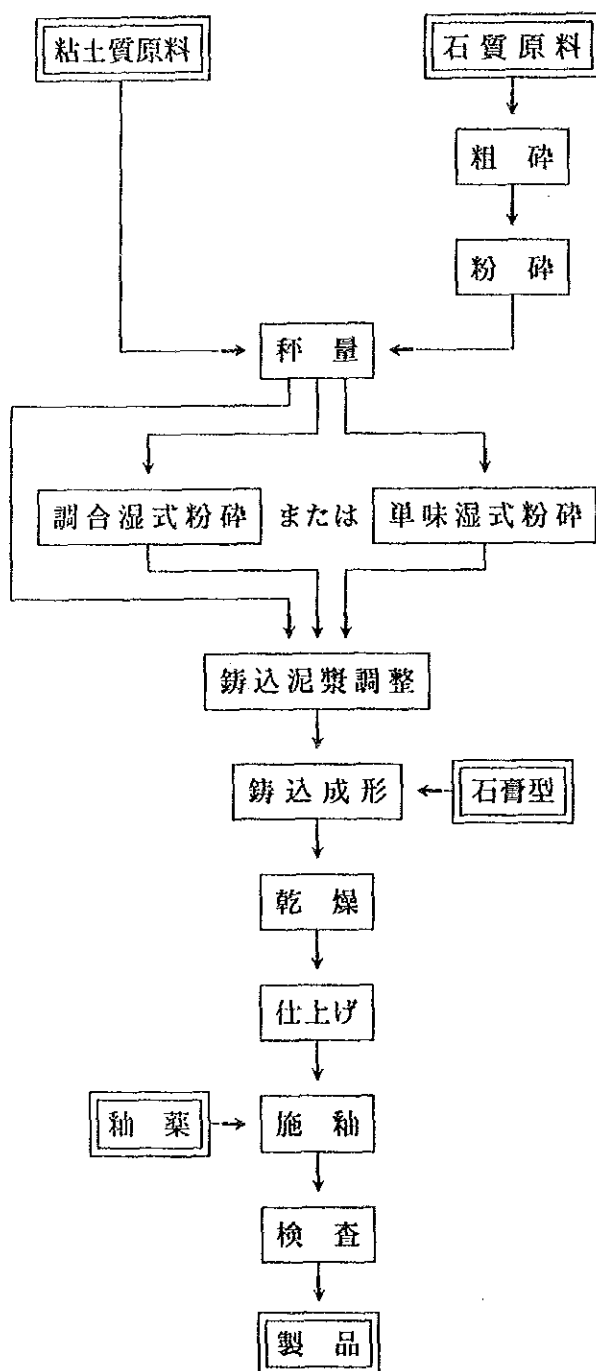 粘土質原料
石質原料
粗砕
粉砕
秤量
調合湿式粉砕 または 単味湿式粉砕
鋳込泥漿調整
鋳込成形
石膏型
乾燥
仕上げ
釉薬
施釉
検査
製品